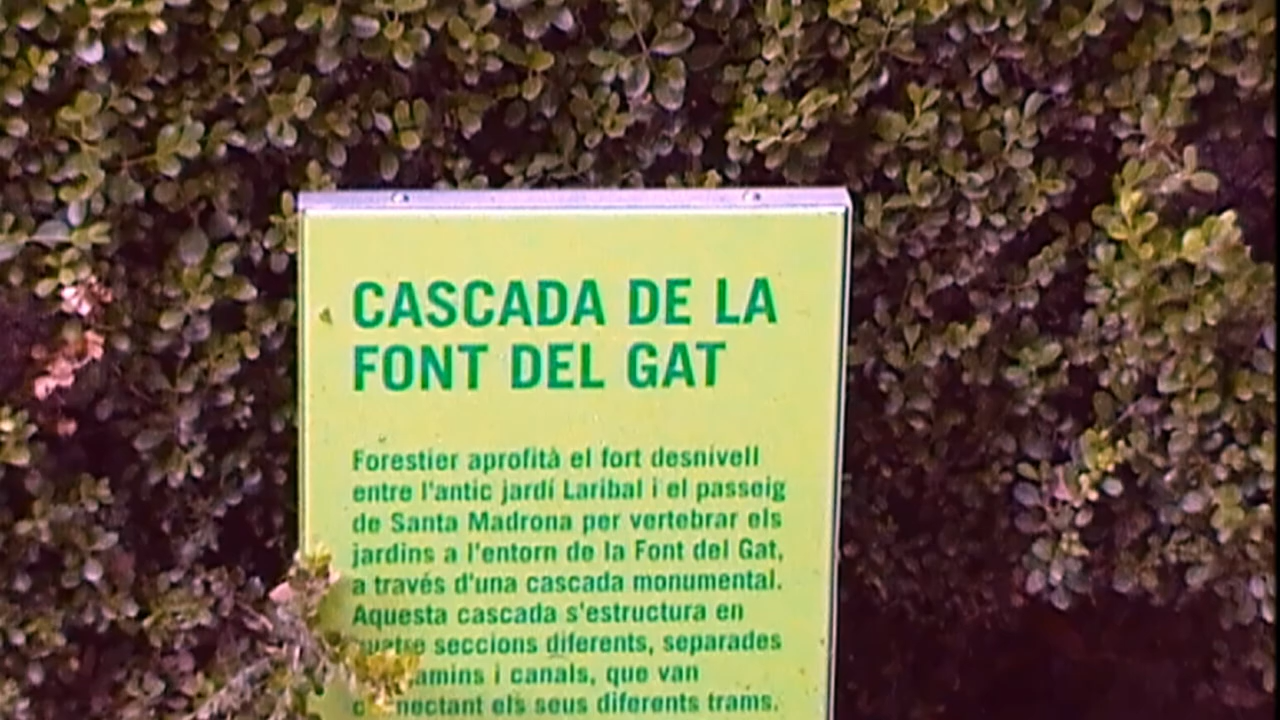 CASCADA DE LA
FONT DEL GAT
Forestier aprofità el fort desnivell
entre l'antic jardí Laribal i el passeig
de Santa Madrona per vertebrar els
jardins a l'entorn de la Font del Gat,
a través d'una cascada monumental.
Aquesta cascada s'estructura en
quatre seccions diferents, separades
i canals, que van
els seus diferents trams.